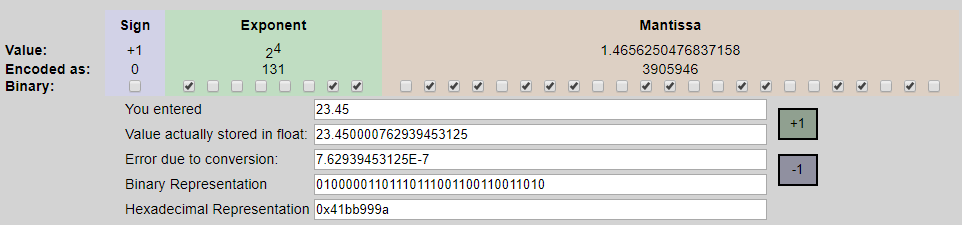 Sign Exponent Mantissa
Value: +1 2⁴ 1.4656250476837158
Encoded as: 0 131 3905946
Binary:
You entered 23.45 +1
Value actually stored in float: 23.450000762939453125
Error due to conversion: 7.62939453125E-7 -1
Binary Representation 01000001101110111001100110011010
Hexadecimal Representation 0x41bb999a